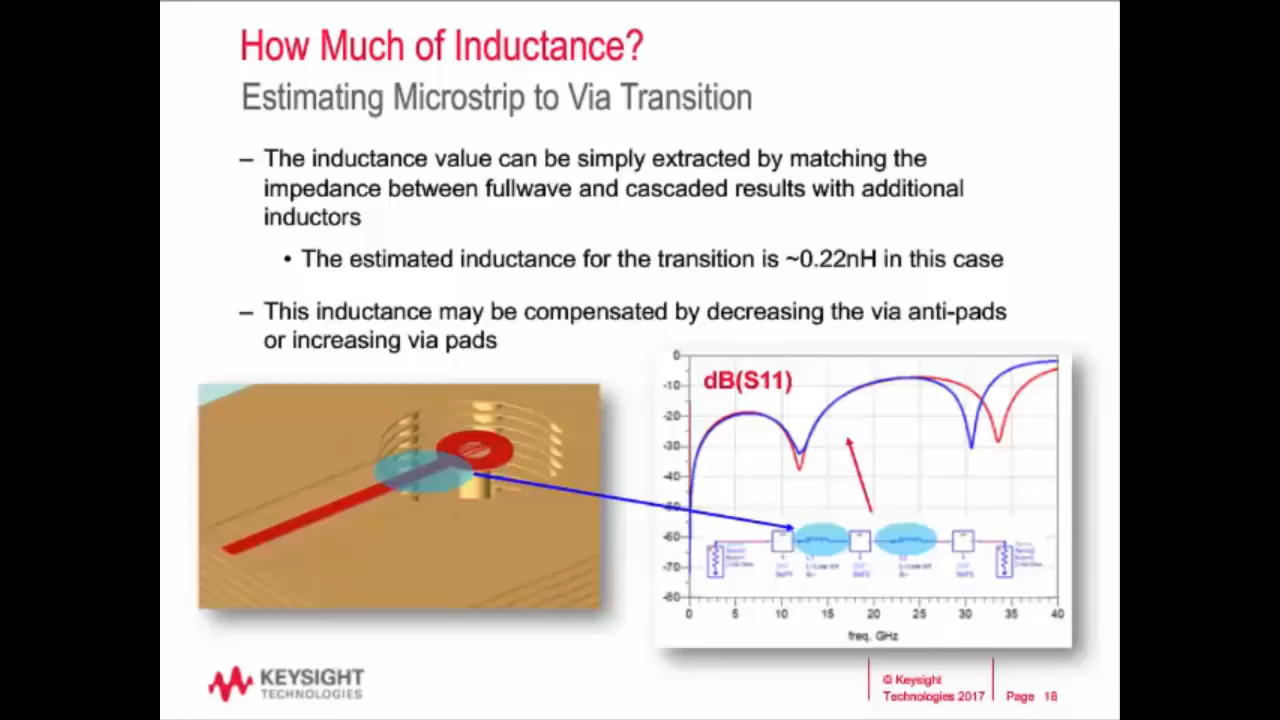 How Much of Inductance?
Estimating Microstrip to Via Transition
– The inductance value can be simply extracted by matching the
impedance between fullwave and cascaded results with additional
inductors
• The estimated inductance for the transition is ~0.22nH in this case
– This inductance may be compensated by decreasing the via anti-pads
or increasing via pads
dB(S11)
0
-10
-20
-30
-40
-50
-60
-70
-80
0 5 10 15 20 25 30 35 40
freq, GHz
KEYSIGHT
TECHNOLOGIES
© Keysight
Technologies 2017
Page 18